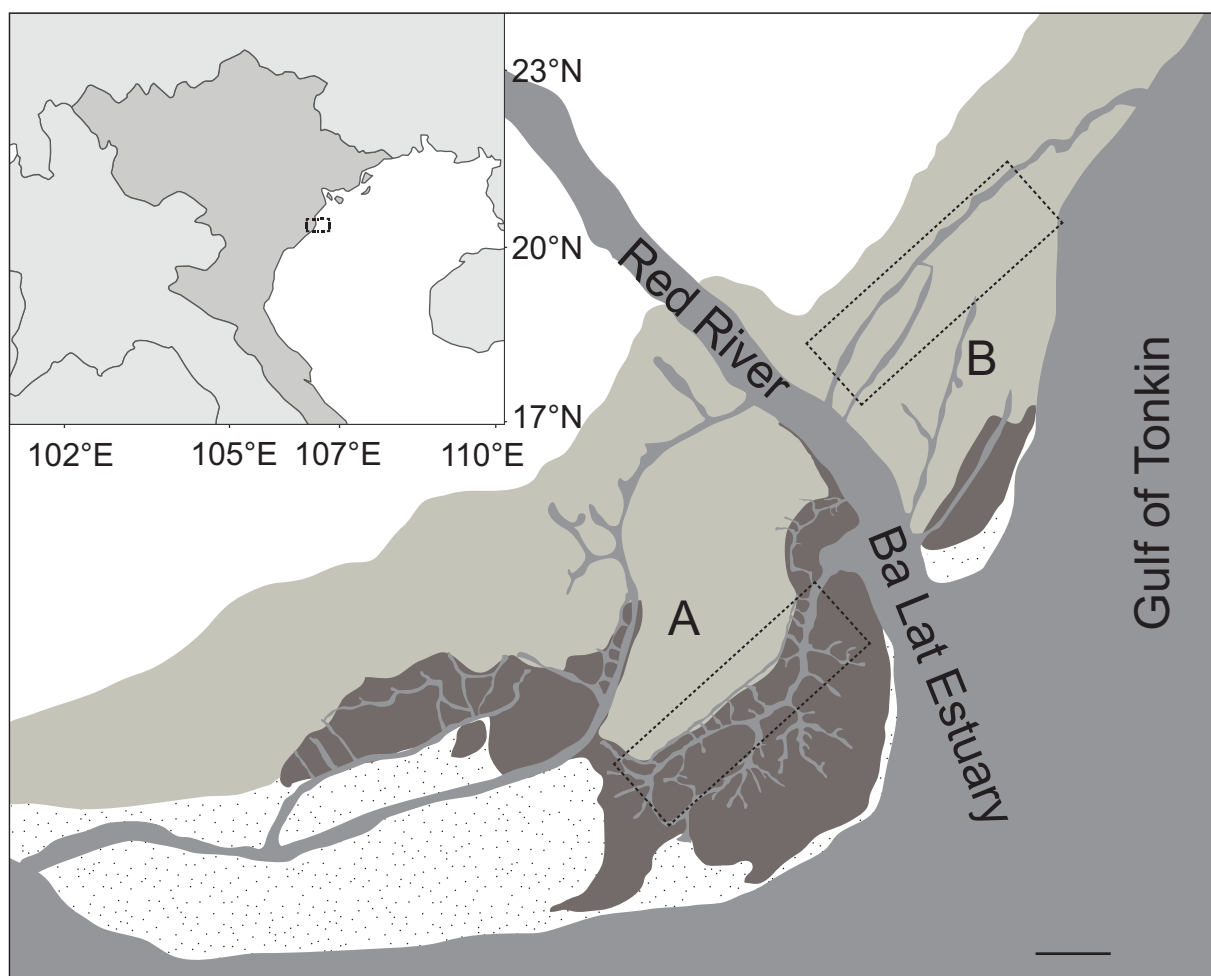 23°N
20°N
17°N
102°E
105°E
107°E
110°E
Red River
B
Gulf of Tonkin
Ba Lat Estuary
A